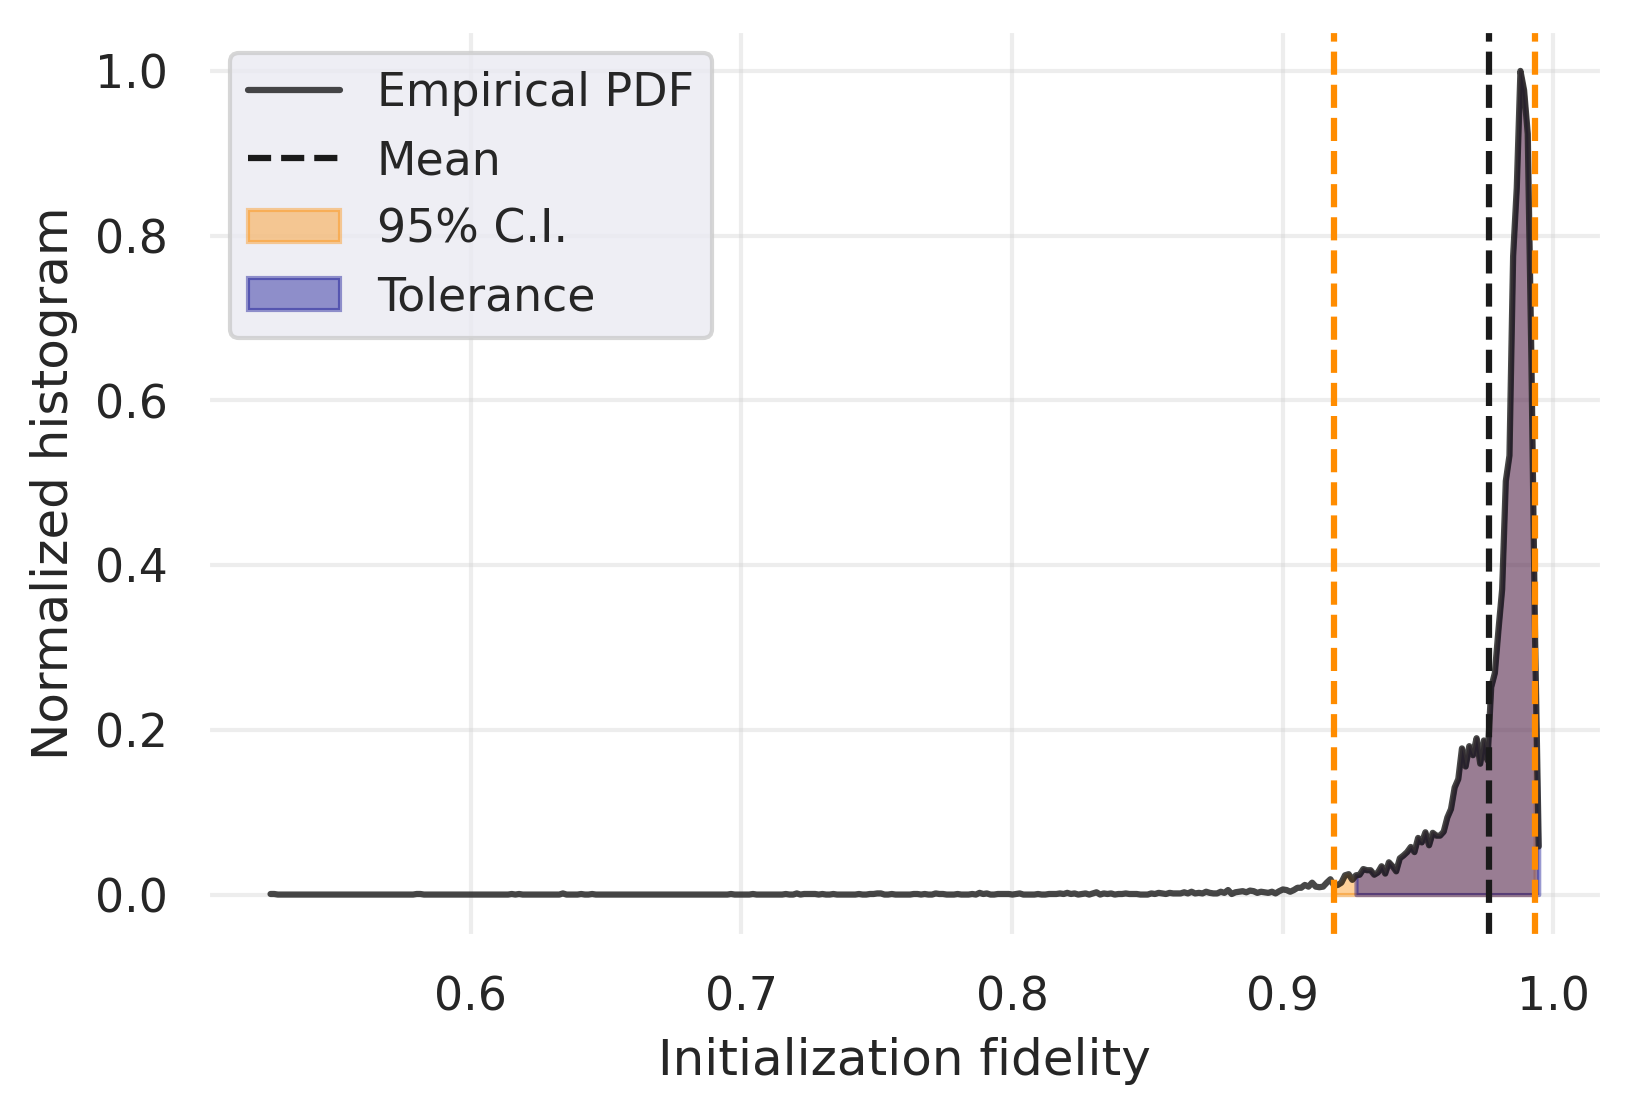 Empirical PDF
Mean
95% C.I.
Tolerance
Normalized histogram
1.0
0.8
0.6
0.4
0.2
0.0
0.6 0.7 0.8 0.9 1.0
Initialization fidelity